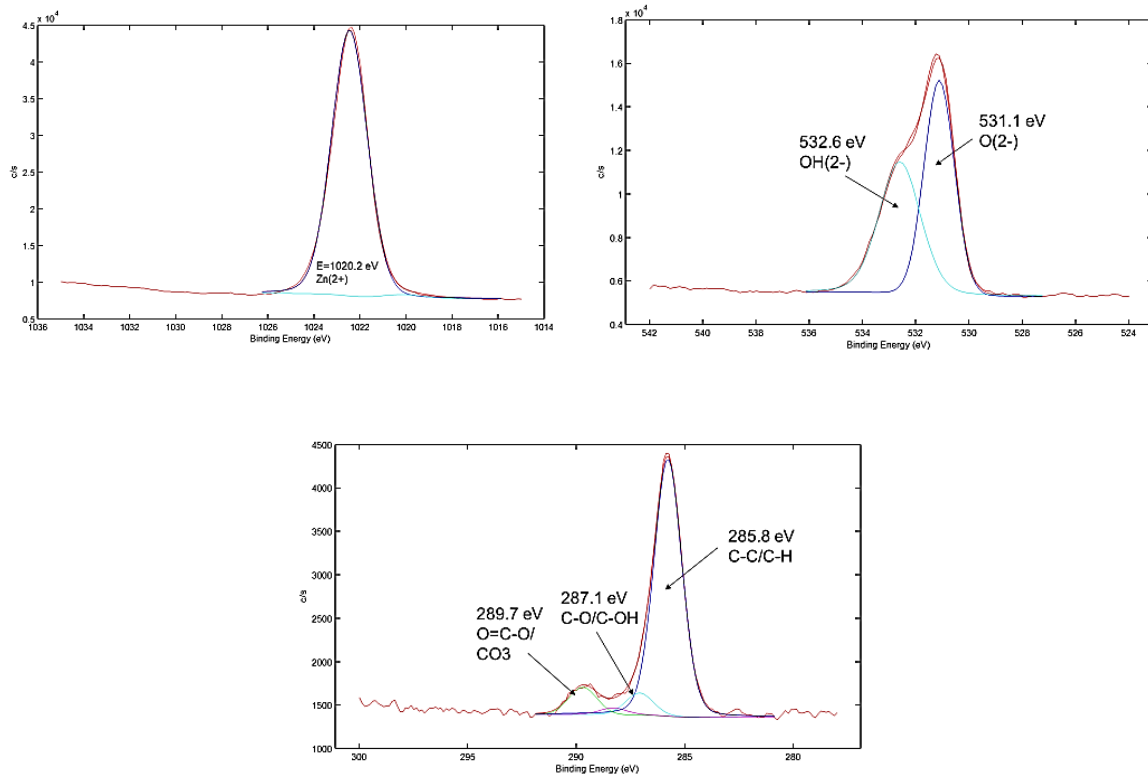 x 10⁴
4.5
4
3.5
3
2.5
2
1.5
1
0.5
c/s
E=1020.2 eV
Zn(2+)
1036 1034 1032 1030 1028 1026 1024 1022 1020 1018 1016 1014
Binding Energy (eV)
x 10⁴
1.8
1.6
1.4
1.2
1
0.8
0.6
0.4
c/s
532.6 eV
OH(2-)
531.1 eV
O(2-)
542 540 538 536 534 532 530 528 526 524
Binding Energy (eV)
4500
4000
3500
3000
2500
2000
1500
1000
c/s
285.8 eV
C-C/C-H
287.1 eV
C-O/C-OH
289.7 eV
O=C-O/
CO3
300 295 290 285 280
Binding Energy (eV)